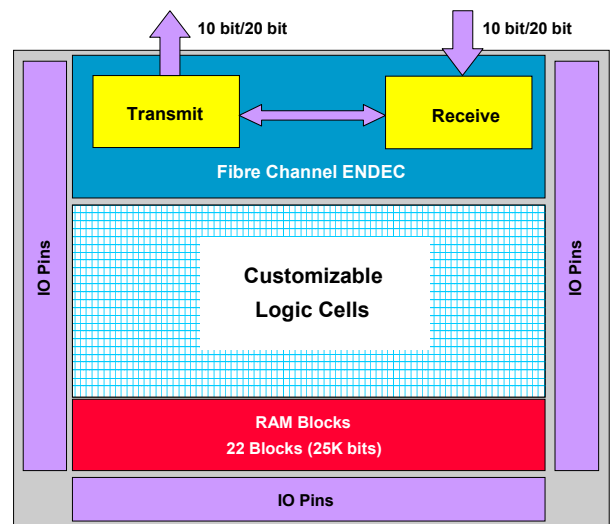 10 bit/20 bit
10 bit/20 bit
Transmit
Receive
Fibre Channel ENDEC
IO Pins
Customizable
Logic Cells
IO Pins
RAM Blocks
22 Blocks (25K bits)
IO Pins